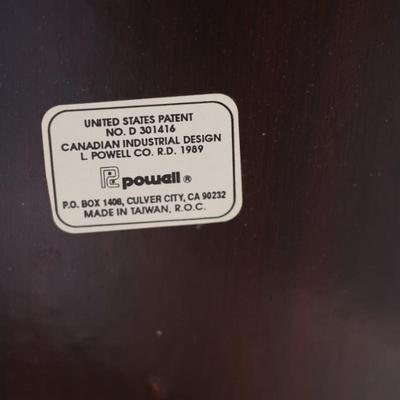 UNITED STATES PATENT
NO. D 301416
CANADIAN INDUSTRIAL DESIGN
L. POWELL CO. R.D. 1989
powell ®
P.O. BOX 1408, CULVER CITY, CA 90232
MADE IN TAIWAN, R.O.C.